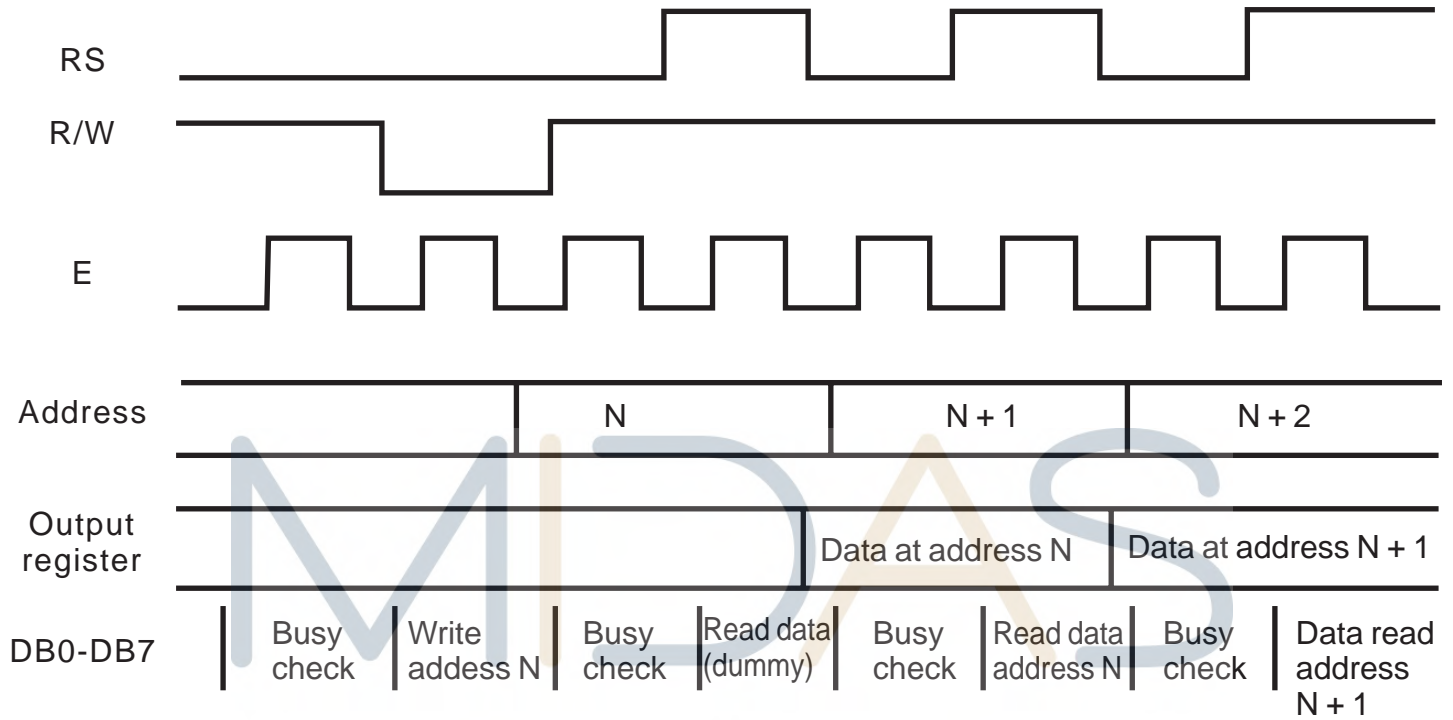 RS
R/W
E
Address
N
N + 1
N + 2
MIDAS
Output
register
Data at address N
Data at address N + 1
DB0-DB7
Busy
check
Write
addess N
Busy
check
Read data
(dummy)
Busy
check
Read data
address N
Busy
check
Data read
address
N + 1